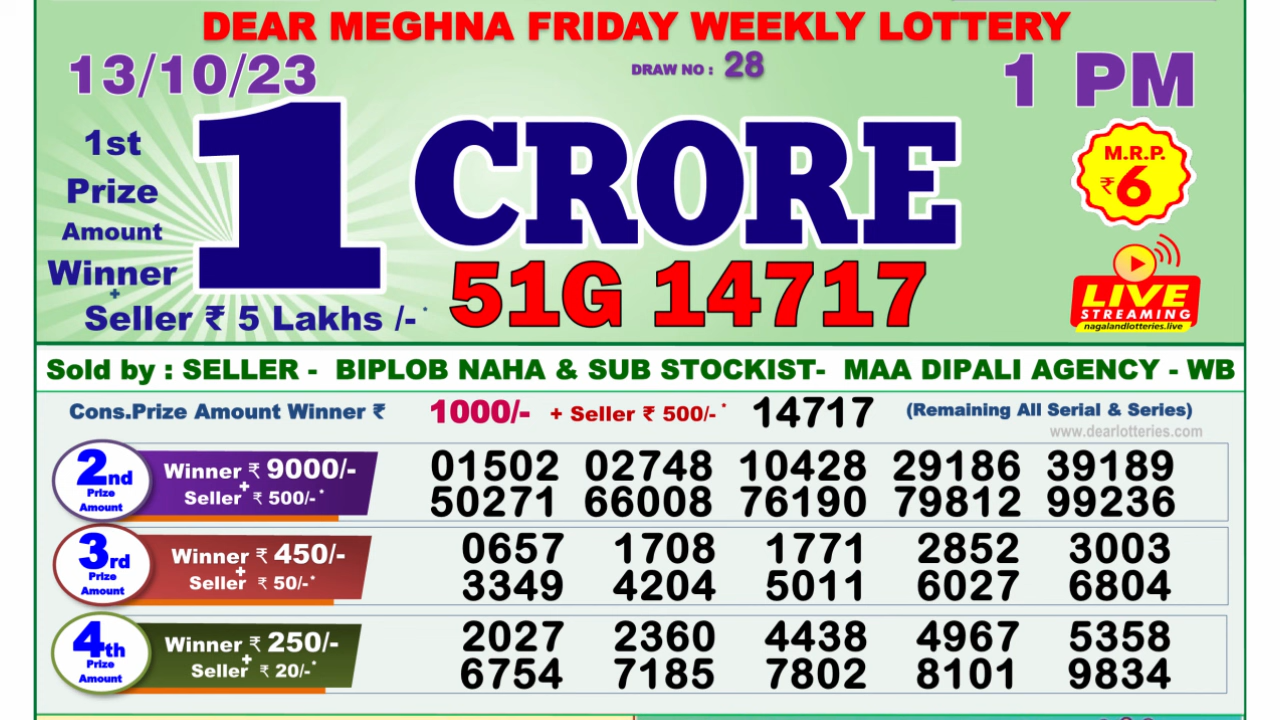 DEAR MEGHNA FRIDAY WEEKLY LOTTERY
13/10/23
DRAW NO : 28
1 PM
1st
Prize
Amount
Winner
+
Seller ₹ 5 Lakhs /-*
1 CRORE
51G 14717
M.R.P.
₹6
LIVE
STREAMING
nagalandlotteries.live
Sold by : SELLER - BIPLOB NAHA & SUB STOCKIST- MAA DIPALI AGENCY - WB
Cons.Prize Amount Winner ₹ 1000/- + Seller ₹ 500/-* 14717 (Remaining All Serial & Series)
www.dearlotteries.com
2nd
Prize
Amount
Winner ₹ 9000/-
+
Seller ₹ 500/-*
01502 02748 10428 29186 39189
50271 66008 76190 79812 99236
3rd
Prize
Amount
Winner ₹ 450/-
+
Seller ₹ 50/-*
0657 1708 1771 2852 3003
3349 4204 5011 6027 6804
4th
Prize
Amount
Winner ₹ 250/-
+
Seller ₹ 20/-*
2027 2360 4438 4967 5358
6754 7185 7802 8101 9834